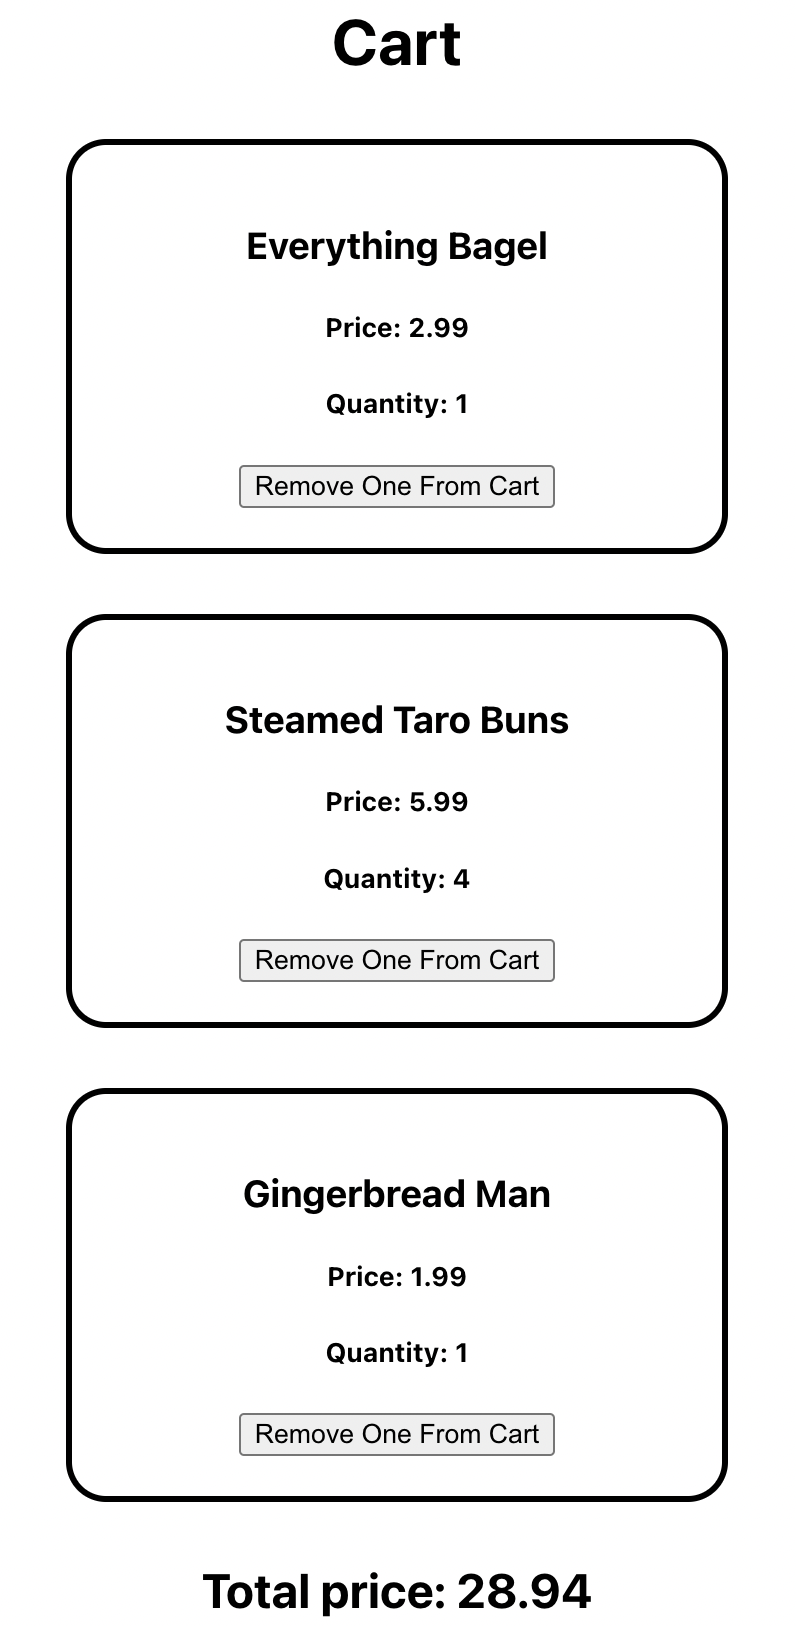 Cart
Everything Bagel
Price: 2.99
Quantity: 1
Remove One From Cart
Steamed Taro Buns
Price: 5.99
Quantity: 4
Remove One From Cart
Gingerbread Man
Price: 1.99
Quantity: 1
Remove One From Cart
Total price: 28.94